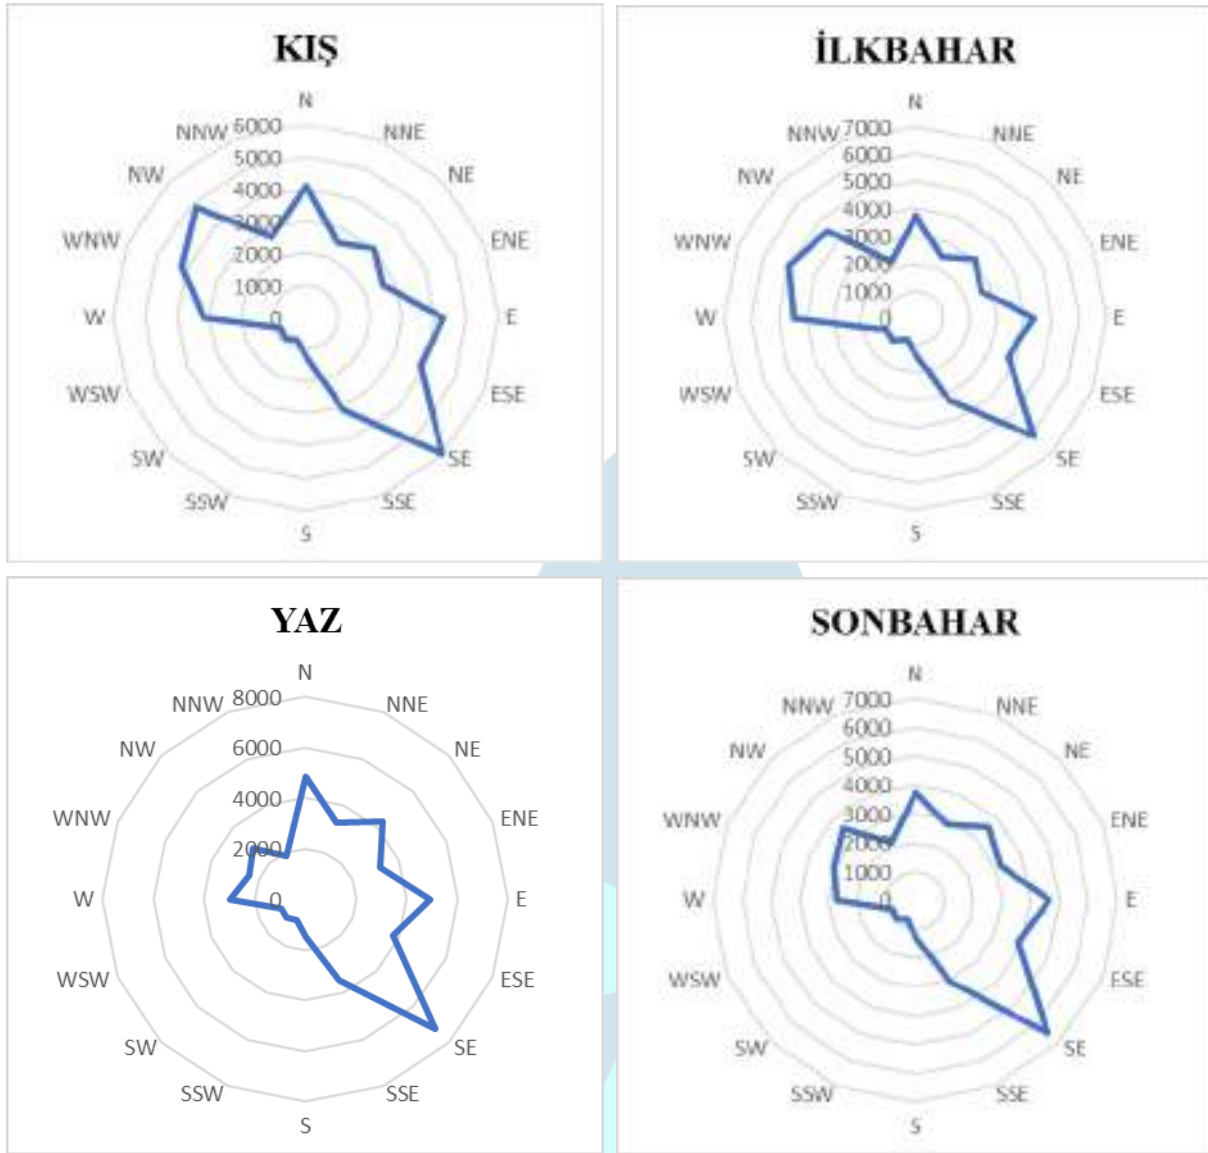 KIŞ
N
NNE
NE
ENE
E
ESE
SE
SSE
S
SSW
SW
WSW
W
WNW
NW
NNW
6000
5000
4000
3000
2000
1000
0
İLKBAHAR
N
NNE
NE
ENE
E
ESE
SE
SSE
S
SSW
SW
WSW
W
WNW
NW
NNW
7000
6000
5000
4000
3000
2000
1000
0
YAZ
N
NNE
NE
ENE
E
ESE
SE
SSE
S
SSW
SW
WSW
W
WNW
NW
NNW
8000
6000
4000
2000
0
SONBAHAR
N
NNE
NE
ENE
E
ESE
SE
SSE
S
SSW
SW
WSW
W
WNW
NW
NNW
7000
6000
5000
4000
3000
2000
1000
0